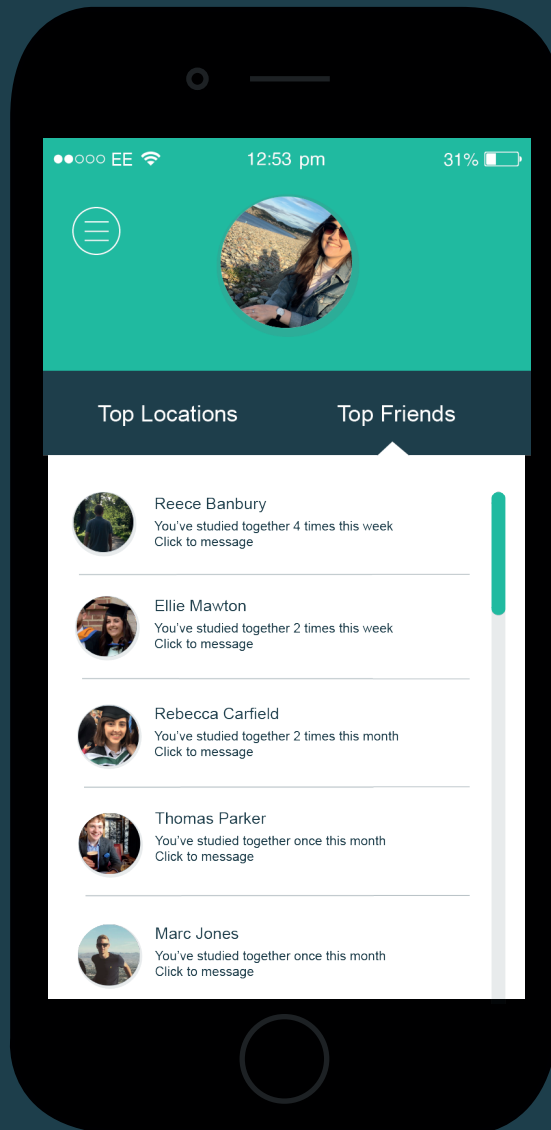 EE 12:53 pm 31%
Top Locations Top Friends
Reece Banbury
You've studied together 4 times this week
Click to message
Ellie Mawton
You've studied together 2 times this week
Click to message
Rebecca Carfield
You've studied together 2 times this month
Click to message
Thomas Parker
You've studied together once this month
Click to message
Marc Jones
You've studied together once this month
Click to message